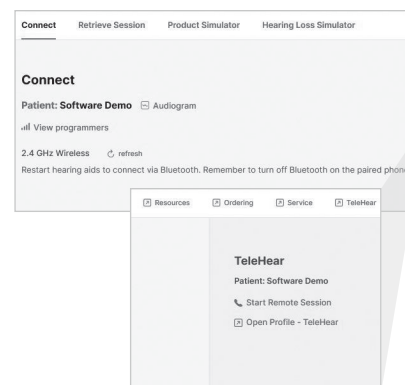 Connect Retrieve Session Product Simulator Hearing Loss Simulator
Connect
Patient: Software Demo Audiogram
View programmers
2.4 GHz Wireless refresh
Restart hearing aids to connect via Bluetooth. Remember to turn off Bluetooth on the paired phone
Resources Ordering Service TeleHear
TeleHear
Patient: Software Demo
Start Remote Session
Open Profile - TeleHear